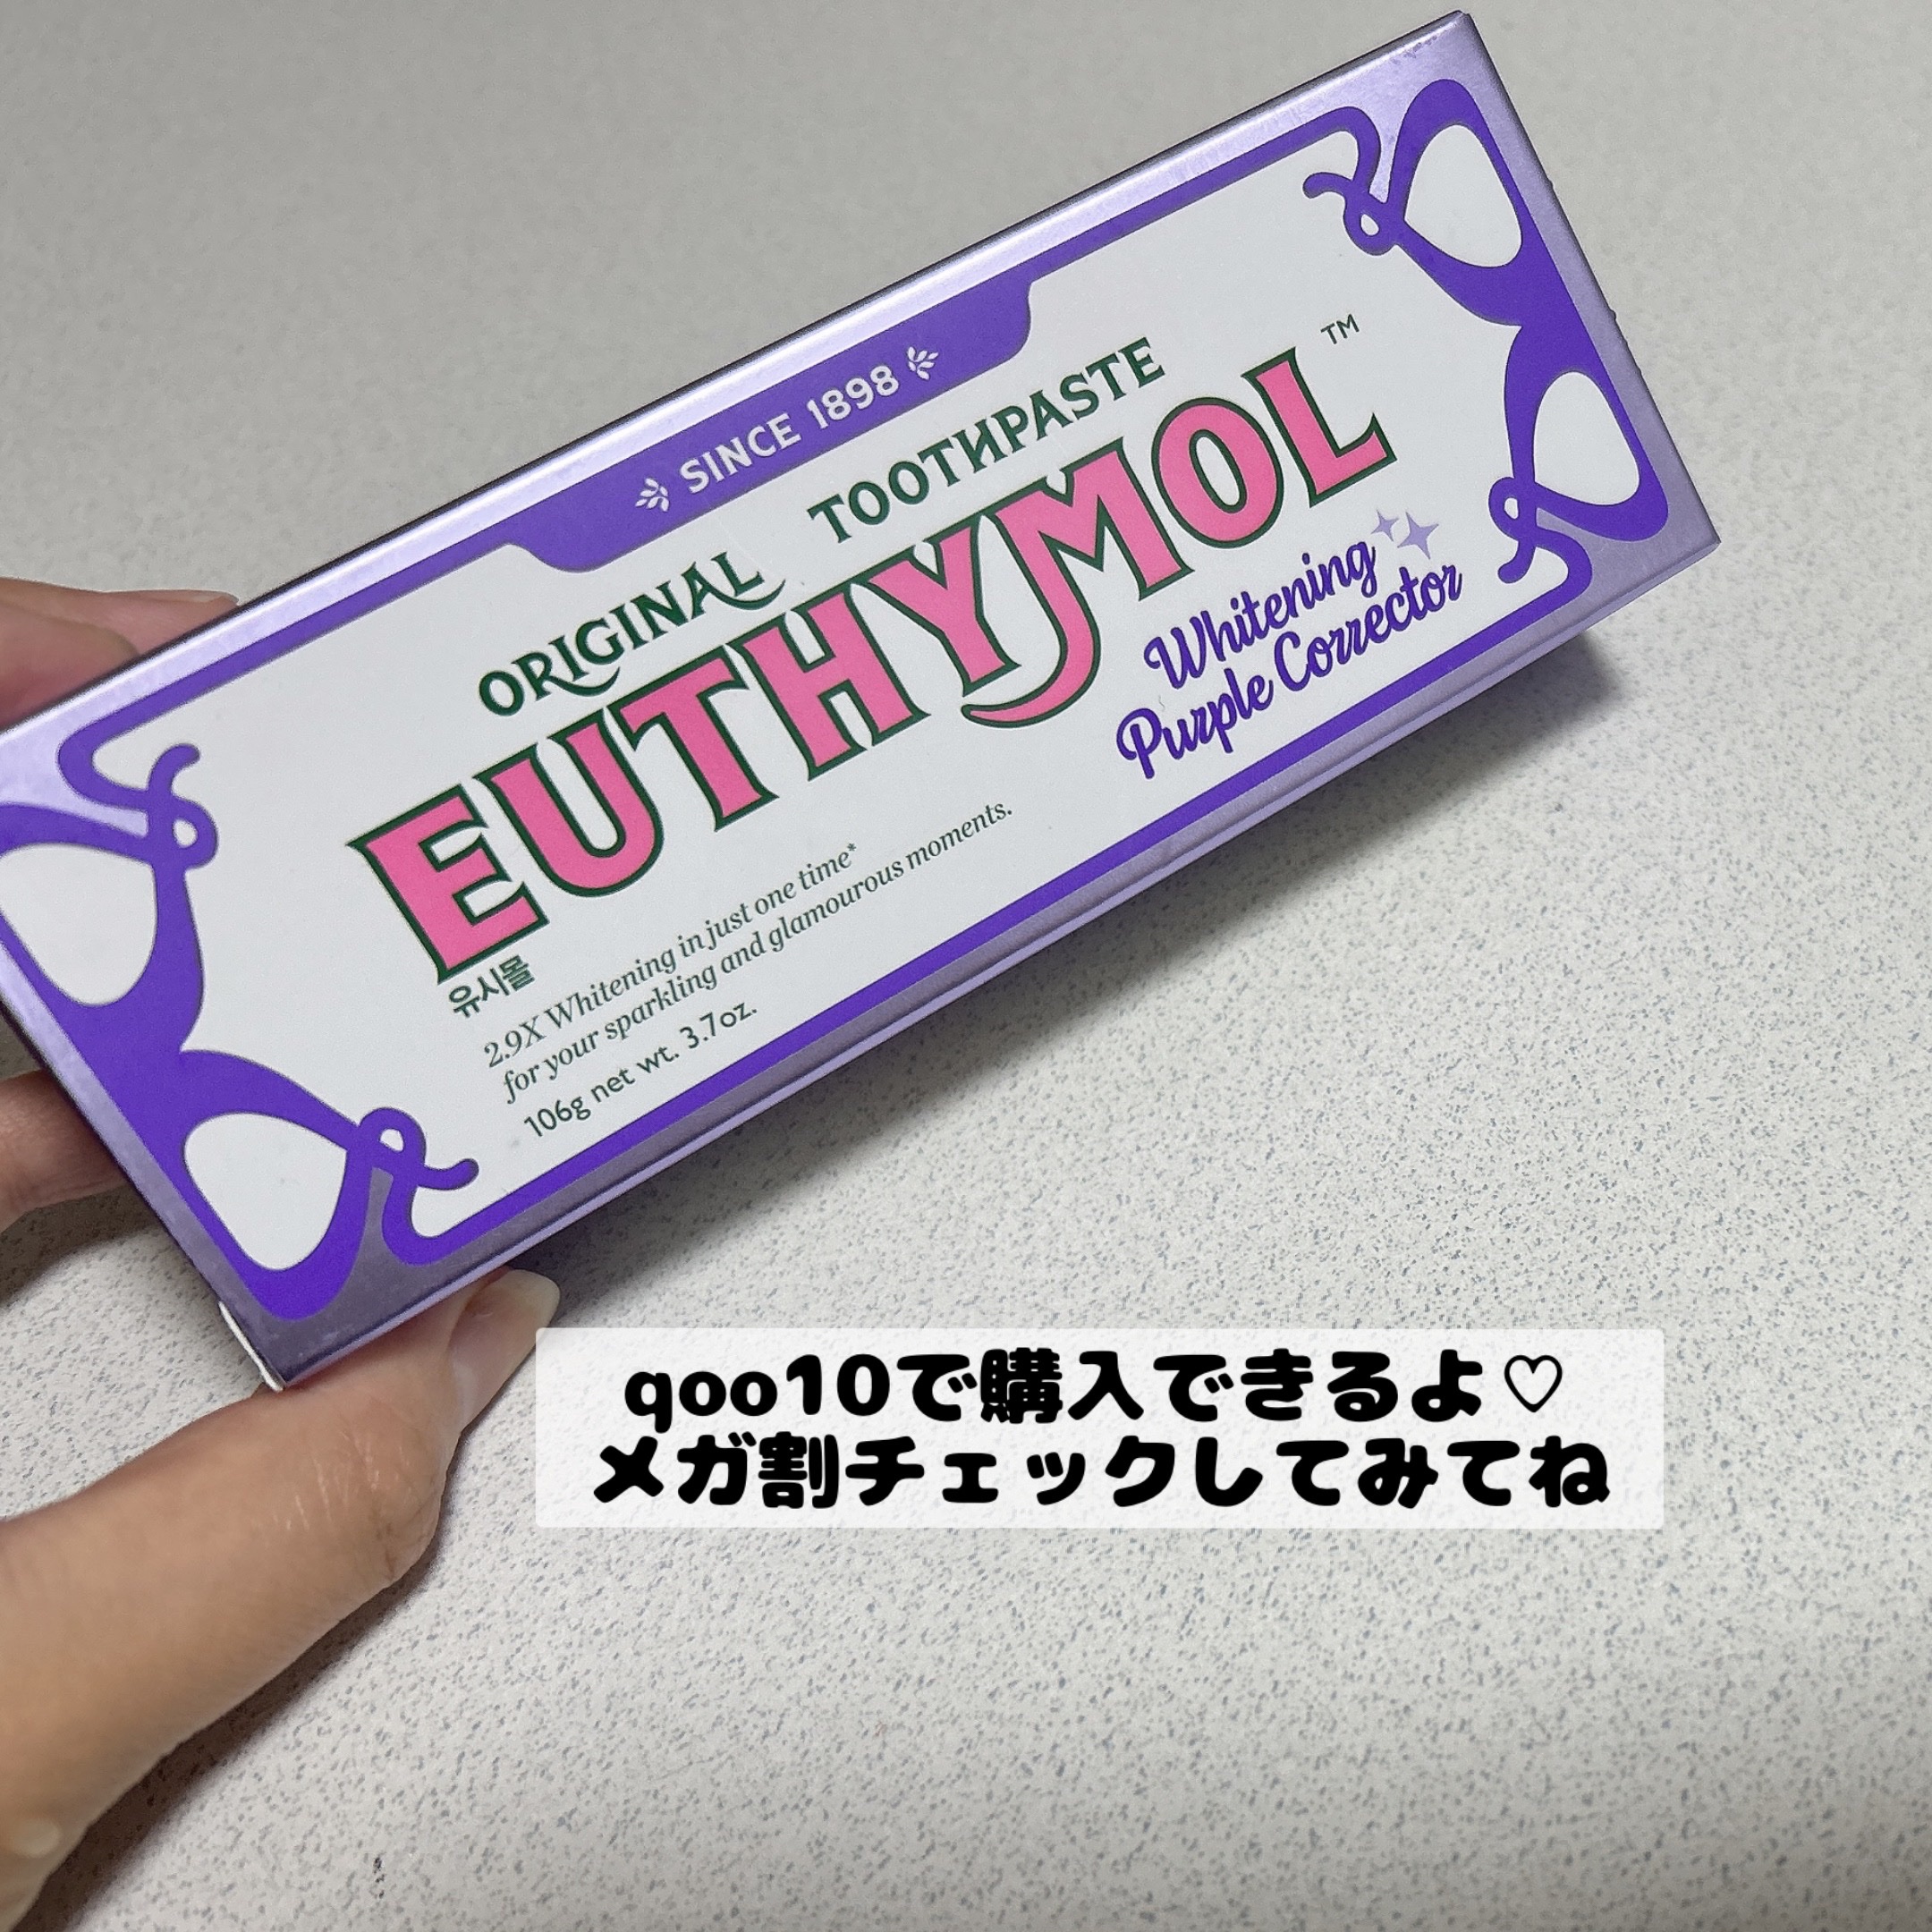 SINCE 1898
ORIGINAL TOOTHPASTE
EUTHYMOL™
Whitening
Purple Corrector
유시몰
2.9X Whitening in just one time*
for your sparkling and glamourous moments.
106g net wt. 3.7oz.
qoo10で購入できるよ♡
メガ割チェックしてみてね